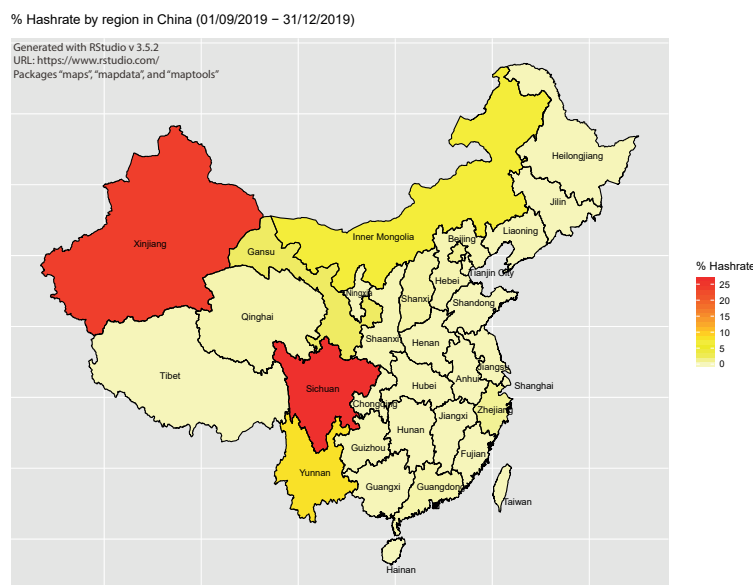 % Hashrate by region in China (01/09/2019 − 31/12/2019)
Generated with RStudio v 3.5.2
URL: https://www.rstudio.com/
Packages “maps”, “mapdata”, and “maptools”
Heilongjiang
Jilin
Liaoning
Beijing
Inner Mongolia
Xinjiang
Gansu
Tianjin City
Hebei
Ningxia
Shanxi
Shandong
Qinghai
Shaanxi
Henan
Jiangsu
Tibet
Anhui
Hubei
Shanghai
Sichuan
Chongqing
Zhejiang
Jiangxi
Hunan
Guizhou
Fujian
Yunnan
Guangxi
Guangdong
Taiwan
Hainan
% Hashrate
25
20
15
10
5
0